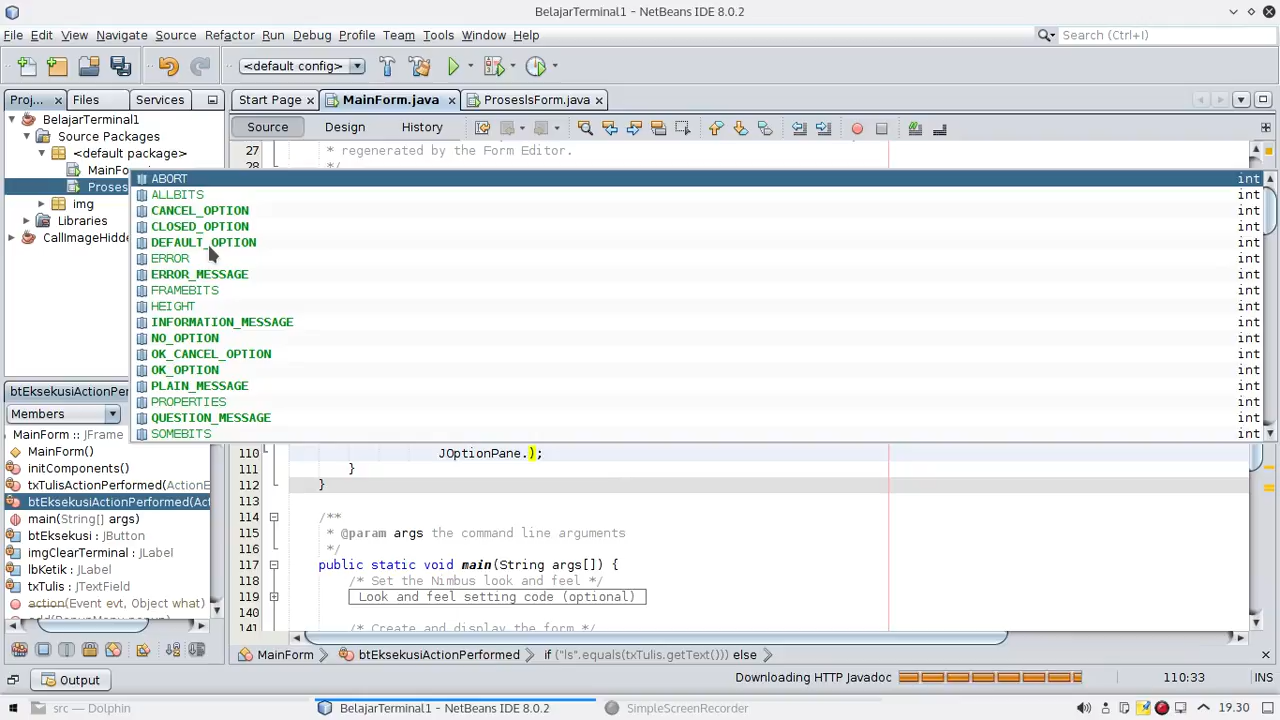 BelajarTerminal1 - NetBeans IDE 8.0.2
File Edit View Navigate Source Refactor Run Debug Profile Team Tools Window Help
Search (Ctrl+I)
<default config>
Proj... Files Services
Start Page MainForm.java ProsesIsForm.java
BelajarTerminal1
Source Packages
<default package>
MainFo
Proses
img
Libraries
CallImageHidde
Source Design History
27 * regenerated by the Form Editor.
28 */
ABORT int
ALLBITS int
CANCEL_OPTION int
CLOSED_OPTION int
DEFAULT_OPTION int
ERROR int
ERROR_MESSAGE int
FRAMEBITS int
HEIGHT int
INFORMATION_MESSAGE int
NO_OPTION int
OK_CANCEL_OPTION int
OK_OPTION int
PLAIN_MESSAGE int
PROPERTIES int
QUESTION_MESSAGE int
SOMEBITS int
btEksekusiActionPer
Members
MainForm :: JFrame
MainForm()
initComponents()
txTulisActionPerformed(ActionE
btEksekusiActionPerformed(Act
main(String[] args)
btEksekusi : JButton
imgClearTerminal : JLabel
lbKetik : JLabel
txTulis : JTextField
action(Event evt, Object what)
110 JOptionPane.);
111 }
112 }
113
114 /**
115 * @param args the command line arguments
116 */
117 public static void main(String args[]) {
118 /* Set the Nimbus look and feel */
119 Look and feel setting code (optional)
140
141 /* Create and display the form */
MainForm btEksekusiActionPerformed if ("ls".equals(txTulis.getText())) else
Output
Downloading HTTP Javadoc 110:33 INS
src — Dolphin
BelajarTerminal1 - NetBeans IDE 8.0.2
SimpleScreenRecorder
19.30